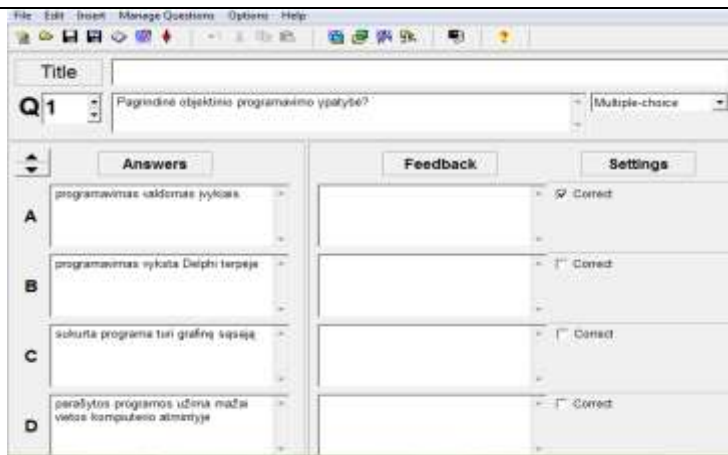 File Edit Insert Manage Questions Options Help
Title
Q 1
Pagrindinė objektinio programavimo ypatybė?
Multiple-choice
Answers
Feedback
Settings
A
programavimas valdomas įvykiais
Correct
B
programavimas vyksta Delphi terpėje
Correct
C
sukurta programa turi grafinę sąsają
Correct
D
parašytos programos užima mažai
vietos kompiuterio atmintyje
Correct